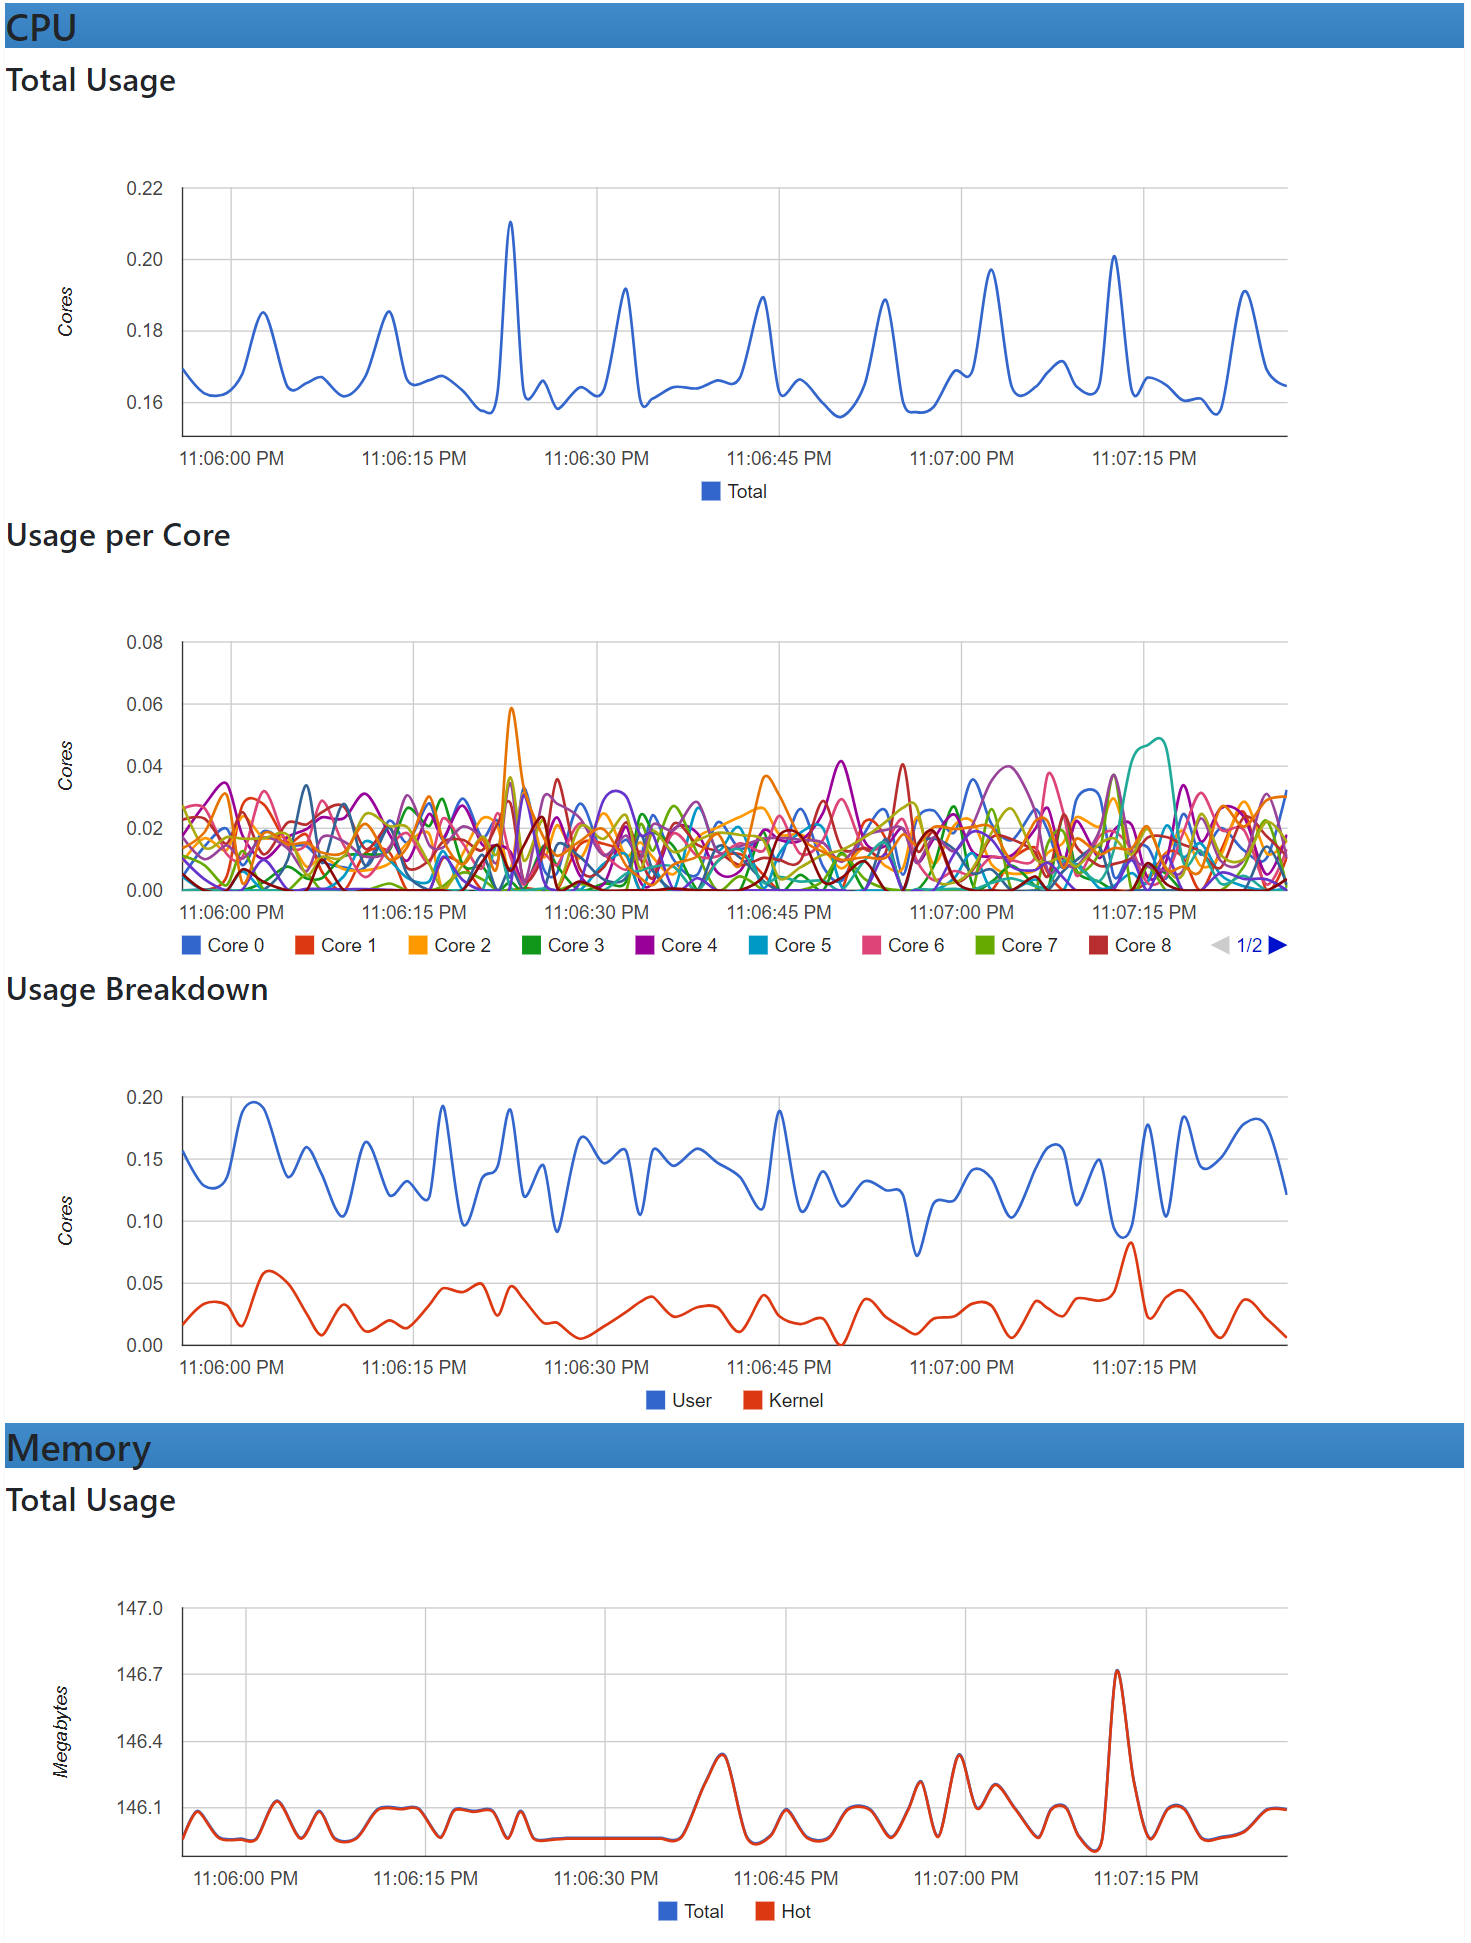 CPU
Total Usage
0.22
0.20
0.18
0.16
Cores
11:06:00 PM 11:06:15 PM 11:06:30 PM 11:06:45 PM 11:07:00 PM 11:07:15 PM
Total
Usage per Core
0.08
0.06
0.04
0.02
0.00
Cores
11:06:00 PM 11:06:15 PM 11:06:30 PM 11:06:45 PM 11:07:00 PM 11:07:15 PM
Core 0 Core 1 Core 2 Core 3 Core 4 Core 5 Core 6 Core 7 Core 8 1/2
Usage Breakdown
0.20
0.15
0.10
0.05
0.00
Cores
11:06:00 PM 11:06:15 PM 11:06:30 PM 11:06:45 PM 11:07:00 PM 11:07:15 PM
User Kernel
Memory
Total Usage
147.0
146.7
146.4
146.1
Megabytes
11:06:00 PM 11:06:15 PM 11:06:30 PM 11:06:45 PM 11:07:00 PM 11:07:15 PM
Total Hot